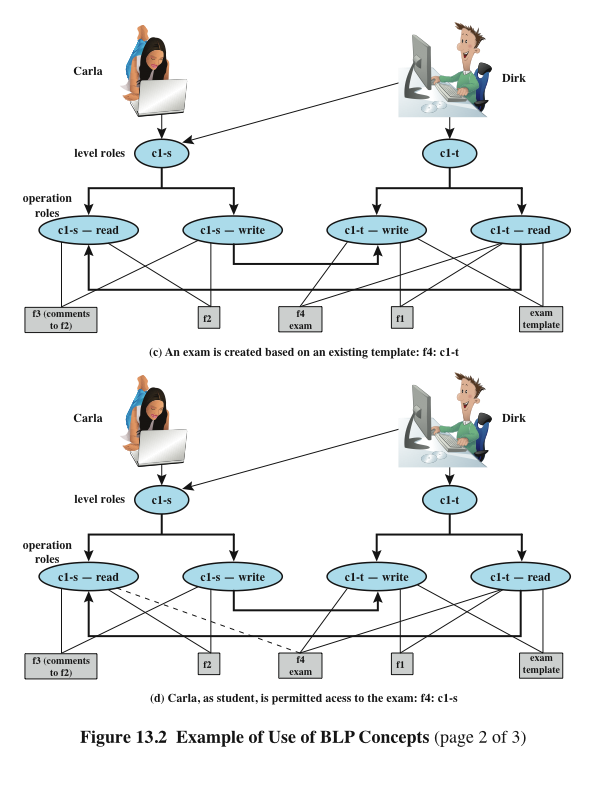 Carla
Dirk
level roles
c1-s
c1-t
operation
roles
c1-s — read
c1-s — write
c1-t — write
c1-t — read
f3 (comments
to f2)
f2
f4
exam
f1
exam
template
(c) An exam is created based on an existing template: f4: c1-t
Carla
Dirk
level roles
c1-s
c1-t
operation
roles
c1-s — read
c1-s — write
c1-t — write
c1-t — read
f3 (comments
to f2)
f2
f4
exam
f1
exam
template
(d) Carla, as student, is permitted acess to the exam: f4: c1-s
Figure 13.2 Example of Use of BLP Concepts (page 2 of 3)